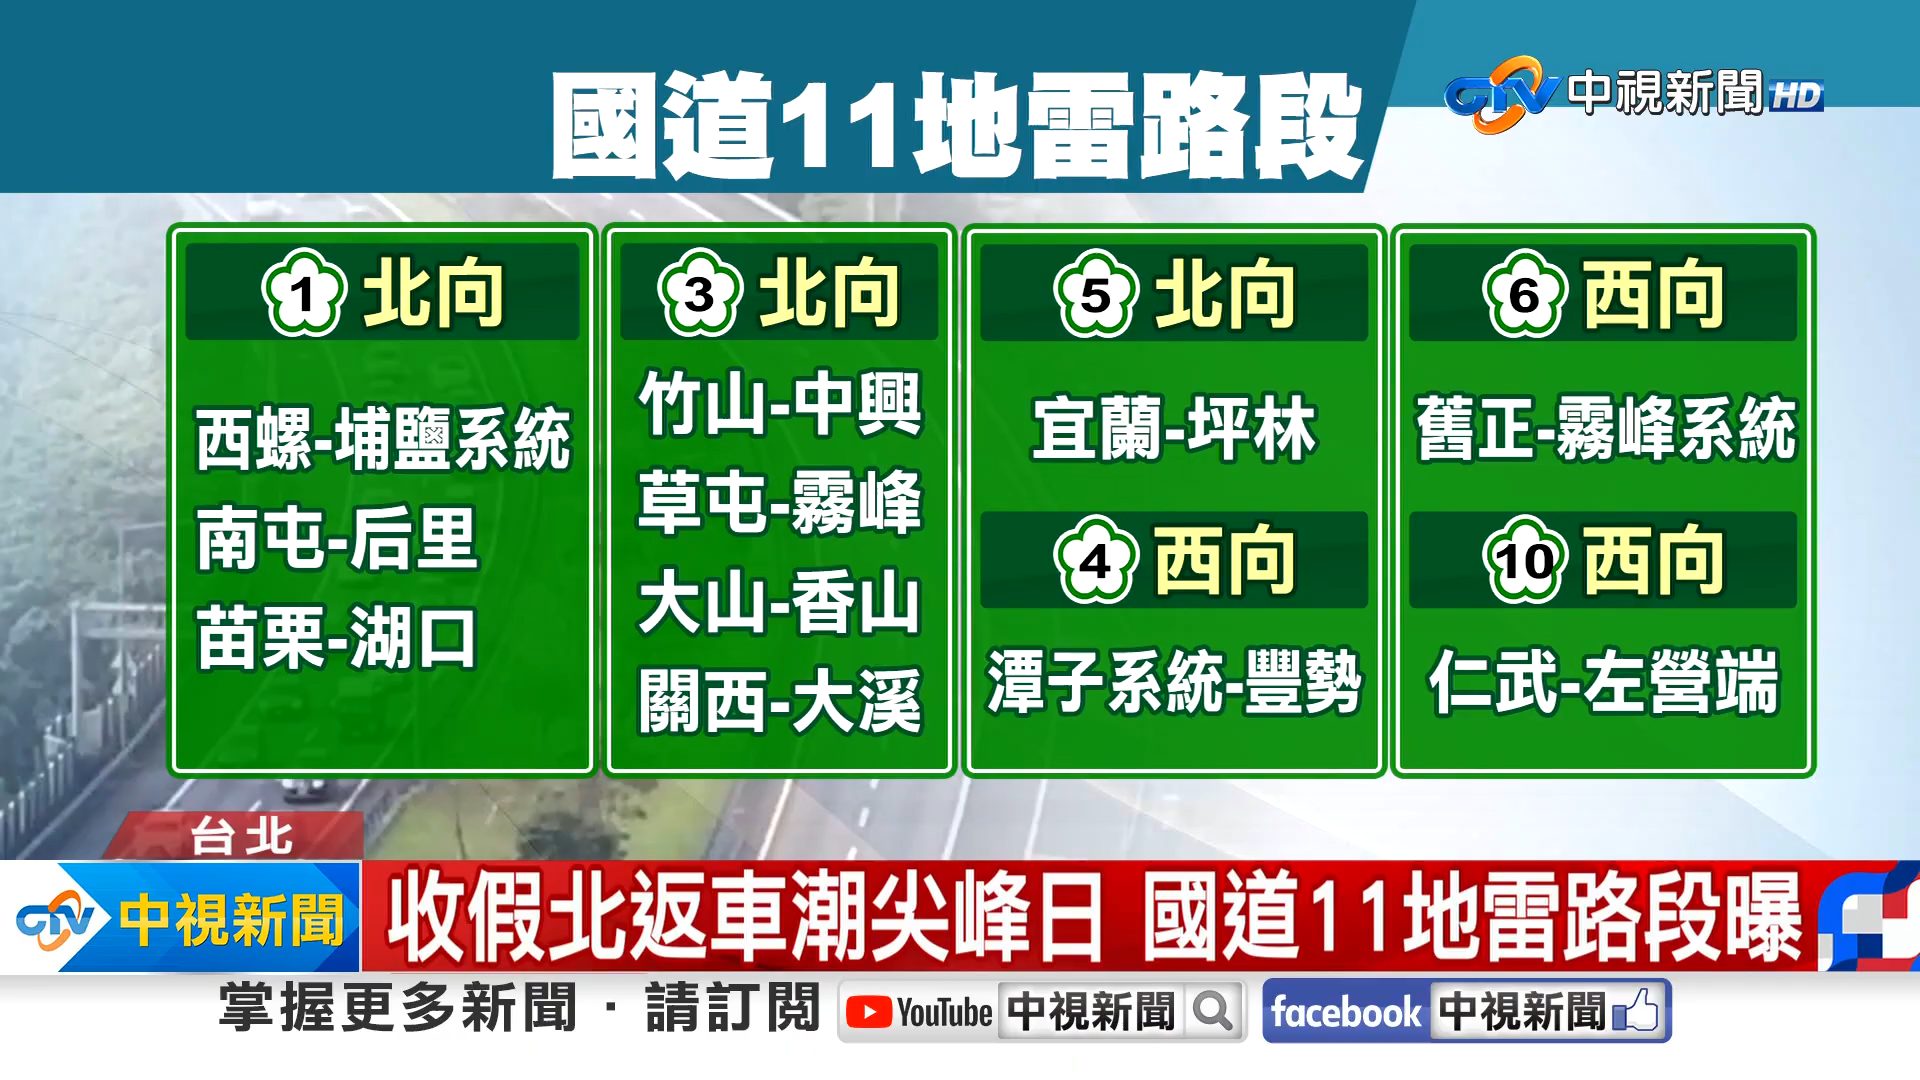 國道11地雷路段
CTV 中視新聞 HD
1 北向
西螺-埔鹽系統
南屯-后里
苗栗-湖口
3 北向
竹山-中興
草屯-霧峰
大山-香山
關西-大溪
5 北向
宜蘭-坪林
4 西向
潭子系統-豐勢
6 西向
舊正-霧峰系統
10 西向
仁武-左營端
台北
CTV 中視新聞
收假北返車潮尖峰日 國道11地雷路段曝
掌握更多新聞．請訂閱 YouTube 中視新聞 facebook 中視新聞